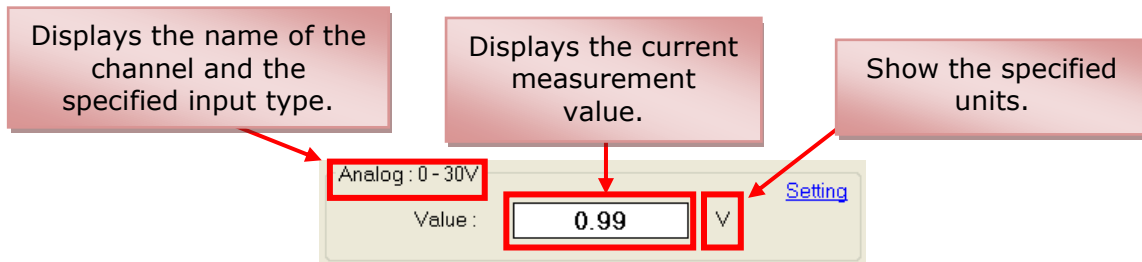 Displays the name of the
channel and the
specified input type.
Displays the current
measurement
value.
Show the specified
units.
Analog : 0 - 30V
Setting
Value :
0.99
V